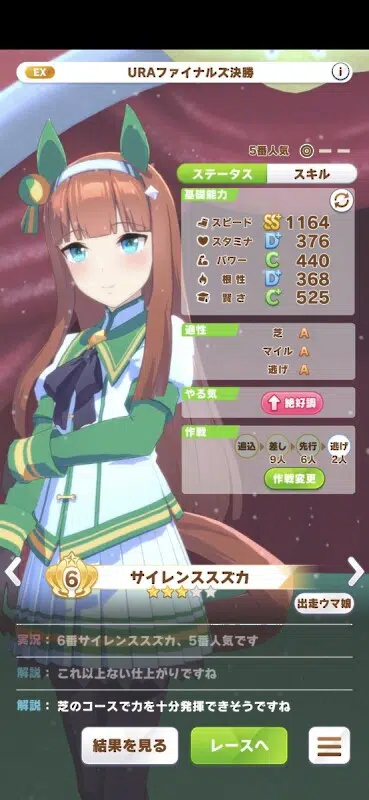 EX URAファイナルズ決勝 i
5番人気 ◎ ー ー
ステータス スキル
基礎能力
スピード SS+ 1164
スタミナ D+ 376
パワー C 440
根性 D+ 368
賢さ C+ 525
適性
芝 A
マイル A
逃げ A
やる気
絶好調
作戦
追込 差し 先行 逃げ
9人 6人 2人
作戦変更
6 サイレンススズカ
出走ウマ娘
実況： 6番サイレンススズカ、5番人気です
解説： これ以上ない仕上がりですね
解説： 芝のコースで力を十分発揮できそうですね
結果を見る レースへ